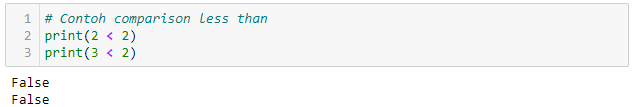 1 # Contoh comparison less than
2 print(2 < 2)
3 print(3 < 2)
False
False